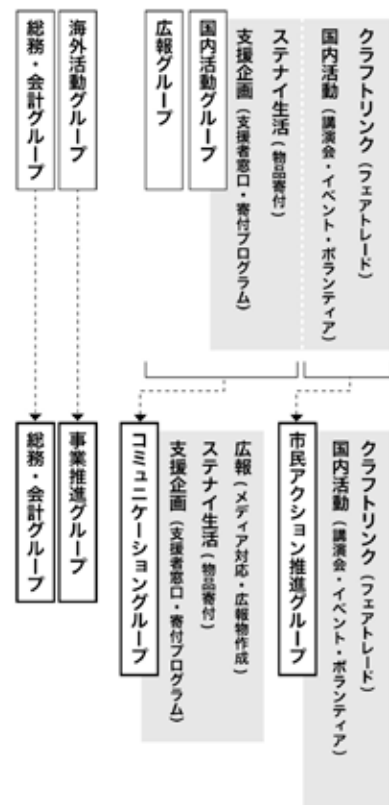 クラフトリンク（フェアトレード）
国内活動（講演会・イベント・ボランティア）
ステナイ生活（物品寄付）
支援企画（支援者窓口・寄付プログラム）
国内活動グループ
広報グループ
海外活動グループ
総務・会計グループ
クラフトリンク（フェアトレード）
国内活動（講演会・イベント・ボランティア）
市民アクション推進グループ
広報（メディア対応・広報物作成）
ステナイ生活（物品寄付）
支援企画（支援者窓口・寄付プログラム）
コミュニケーショングループ
事業推進グループ
総務・会計グループ